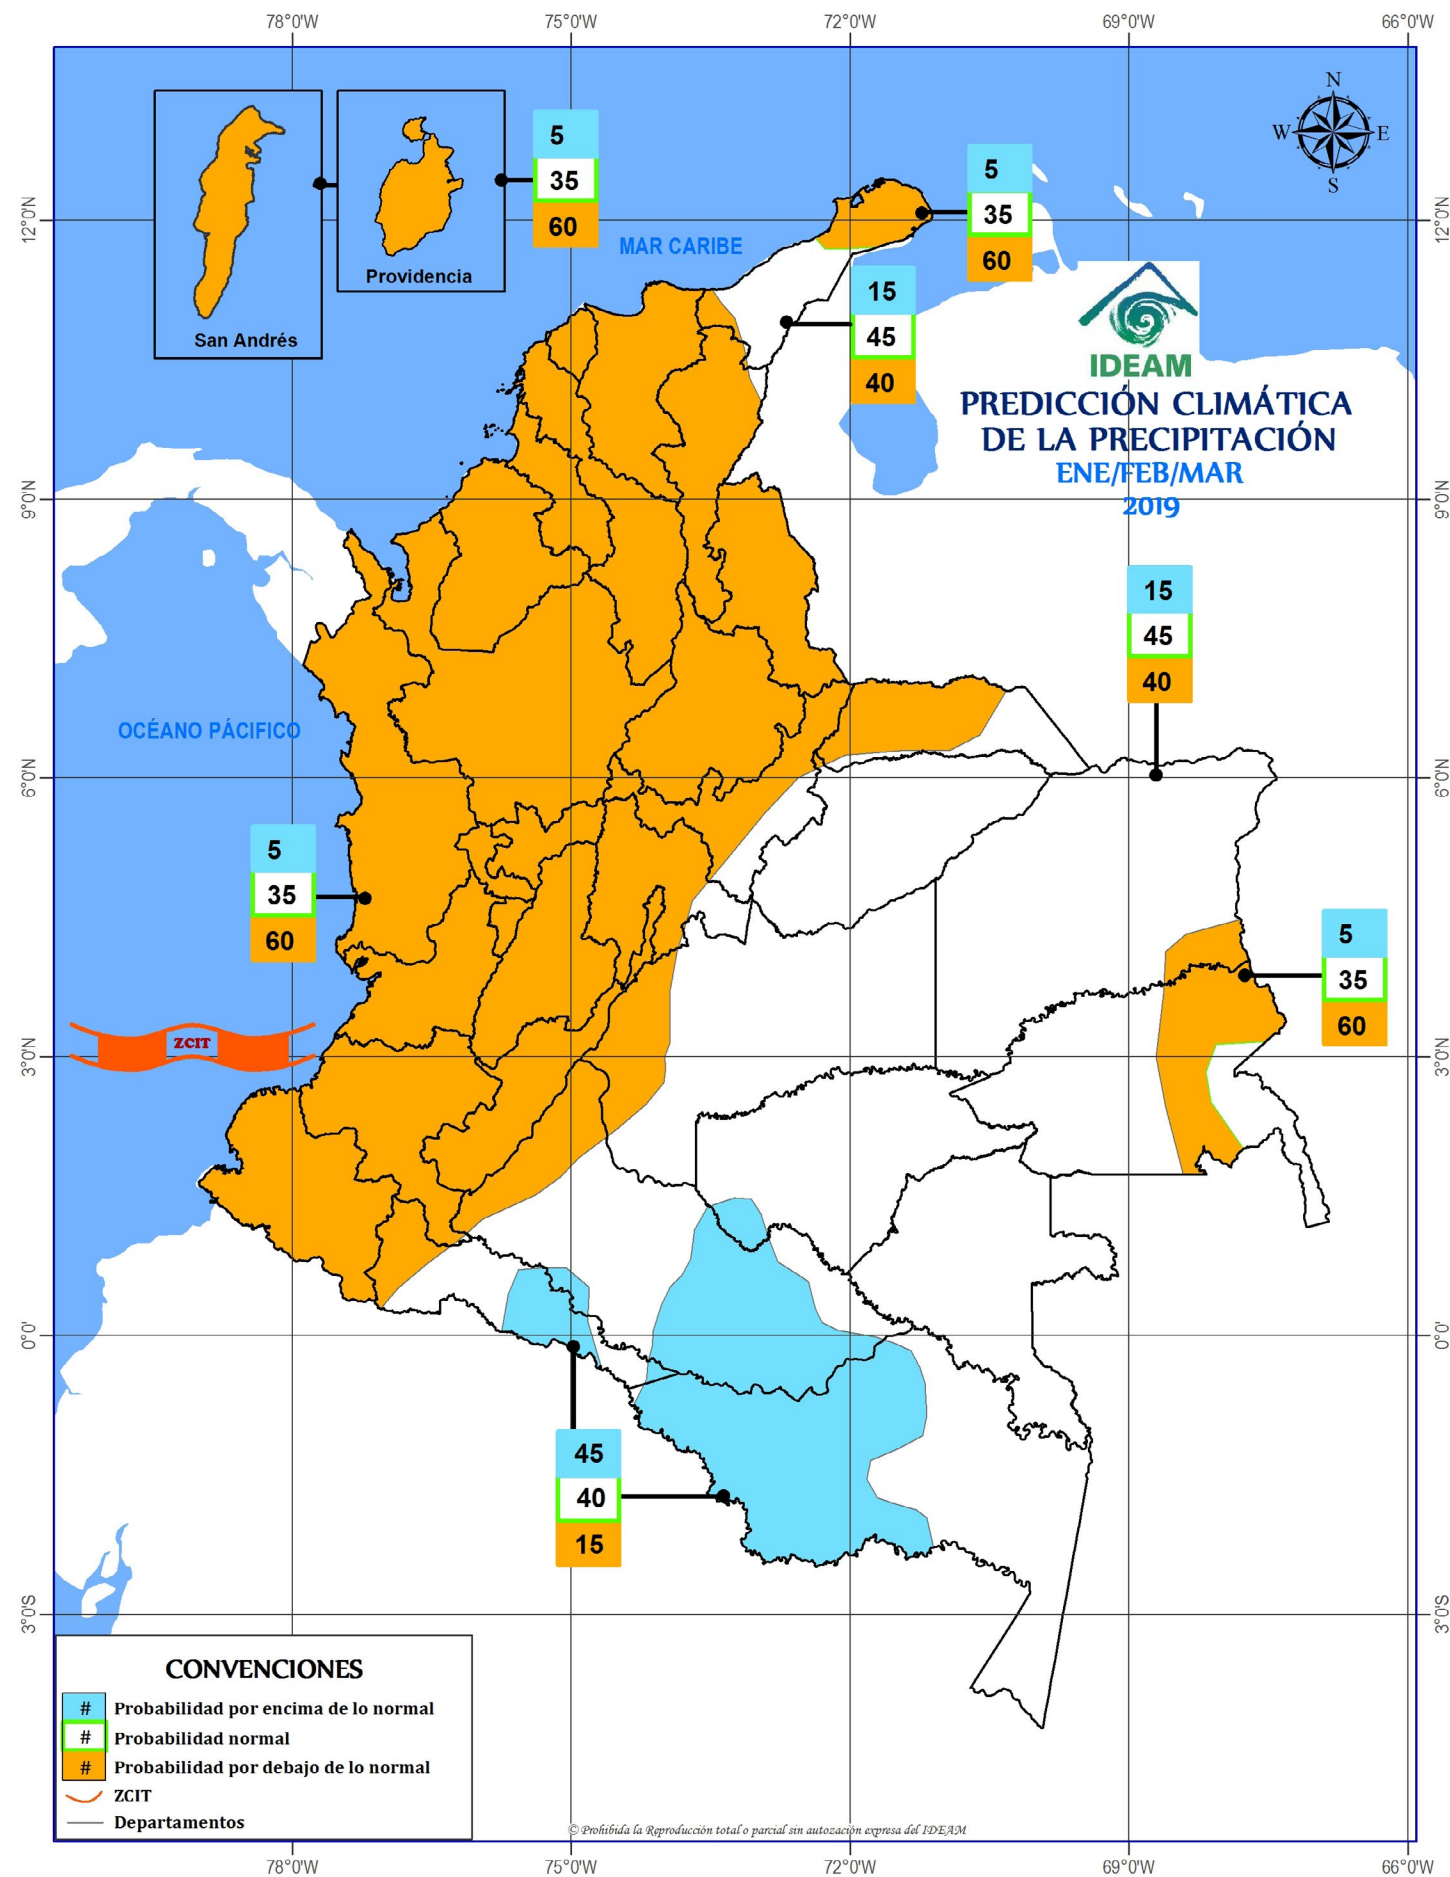 78°0'W
75°0'W
72°0'W
69°0'W
66°0'W
N
W
E
S
5
35
60
5
35
60
12°0'N
12°0'N
MAR CARIBE
Providencia
San Andrés
15
45
40
IDEAM
PREDICCIÓN CLIMÁTICA
DE LA PRECIPITACIÓN
ENE/FEB/MAR
2019
9°0'N
9°0'N
15
45
40
OCÉANO PÁCIFICO
6°0'N
6°0'N
5
35
60
5
35
60
ZCIT
3°0'N
3°0'N
0°0'
0°0'
45
40
15
3°0'S
3°0'S
CONVENCIONES
# Probabilidad por encima de lo normal
# Probabilidad normal
# Probabilidad por debajo de lo normal
ZCIT
Departamentos
© Prohibida la Reproducción total o parcial sin autozación expresa del IDEAM
78°0'W
75°0'W
72°0'W
69°0'W
66°0'W